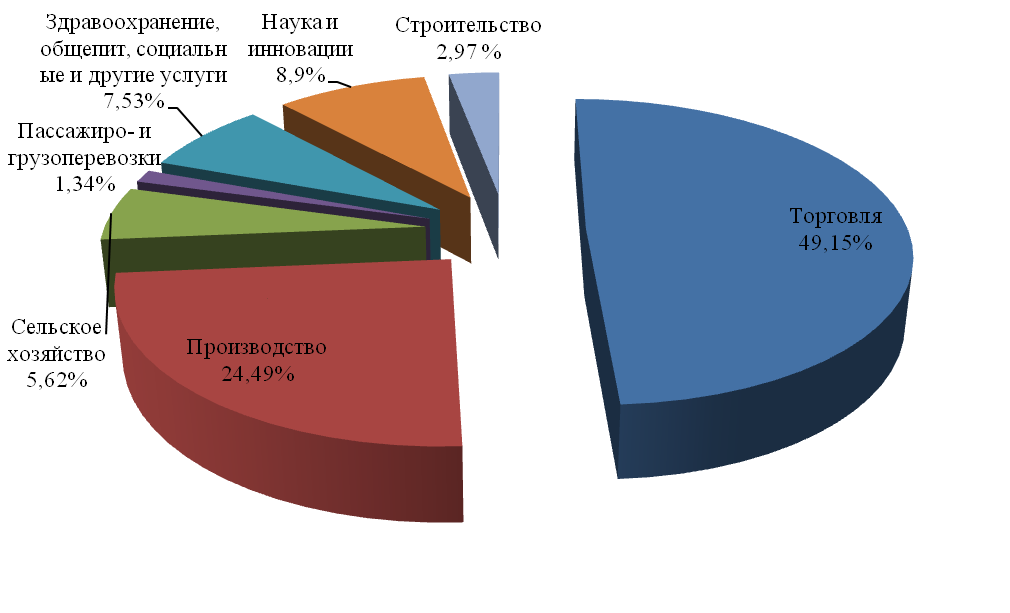 Здравоохранение,
общепит, социальн
ые и другие услуги
7,53%
Наука и
инновации
8,9%
Строительство
2,97 %
Пассажиро- и
грузоперевозки
1,34%
Торговля
49,15%
Сельское
хозяйство
5,62%
Производство
24,49%